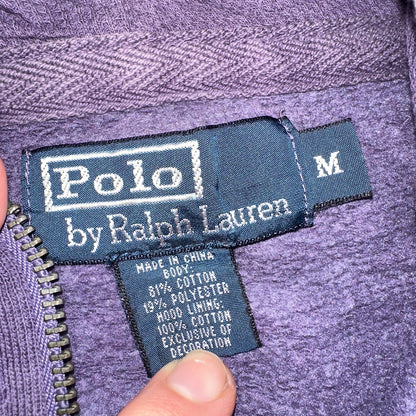 Polo
by Ralph Lauren
M
MADE IN CHINA
BODY:
81% COTTON
19% POLYESTER
HOOD LINING:
100% COTTON
EXCLUSIVE OF
DECORATION